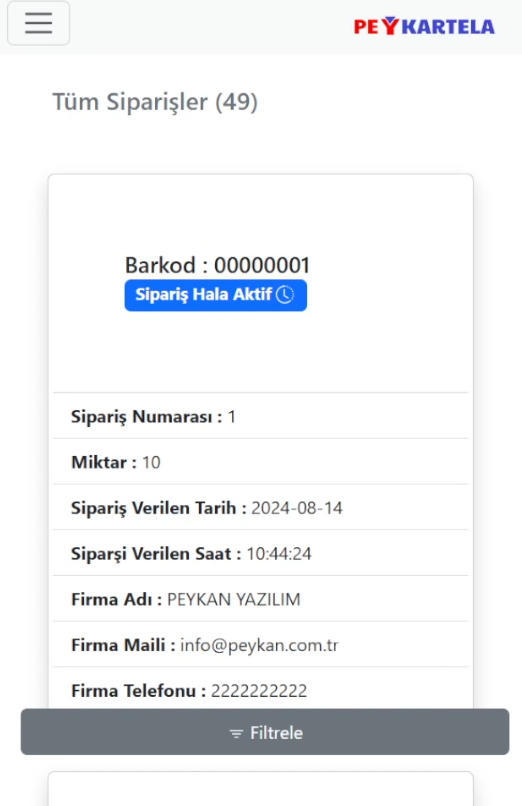 PEYKARTELA
Tüm Siparişler (49)
Barkod : 00000001
Sipariş Hala Aktif
Sipariş Numarası : 1
Miktar : 10
Sipariş Verilen Tarih : 2024-08-14
Siparşi Verilen Saat : 10:44:24
Firma Adı : PEYKAN YAZILIM
Firma Maili : info@peykan.com.tr
Firma Telefonu : 2222222222
Filtrele